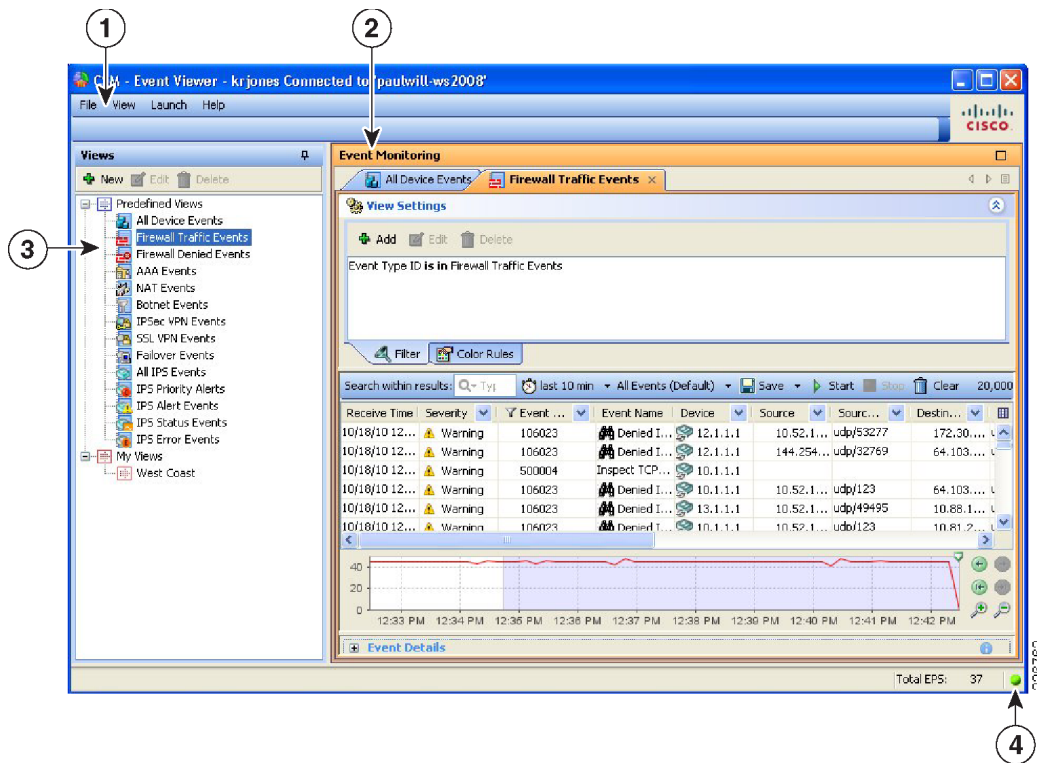 1
2
CSM - Event Viewer - krjones Connected to 'paulwill-ws2008'
File View Launch Help
CISCO
Views
New Edit Delete
Predefined Views
All Device Events
Firewall Traffic Events
Firewall Denied Events
AAA Events
NAT Events
Botnet Events
IPSec VPN Events
SSL VPN Events
Failover Events
All IPS Events
IPS Priority Alerts
IPS Alert Events
IPS Status Events
IPS Error Events
My Views
West Coast
3
Event Monitoring
All Device Events Firewall Traffic Events
View Settings
Add Edit Delete
Event Type ID is in Firewall Traffic Events
Filter Color Rules
Search within results: Typ last 10 min All Events (Default) Save Start Stop Clear 20,000
Receive Time Severity Event ... Event Name Device Source Sourc... Destin...
10/18/10 12... Warning 106023 Denied I... 12.1.1.1 10.52.1... udp/53277 172.30....
10/18/10 12... Warning 106023 Denied I... 12.1.1.1 144.254... udp/32769 64.103....
10/18/10 12... Warning 500004 Inspect TCP... 10.1.1.1
10/18/10 12... Warning 106023 Denied I... 10.1.1.1 10.52.1... udp/123 64.103....
10/18/10 12... Warning 106023 Denied I... 13.1.1.1 10.52.1... udp/49495 10.88.1...
10/18/10 12... Warning 106023 Denied I... 10.1.1.1 10.52.1... udp/123 10.81.2...
40
20
0
12:33 PM 12:34 PM 12:35 PM 12:36 PM 12:37 PM 12:38 PM 12:39 PM 12:40 PM 12:41 PM 12:42 PM
Event Details
Total EPS: 37
4